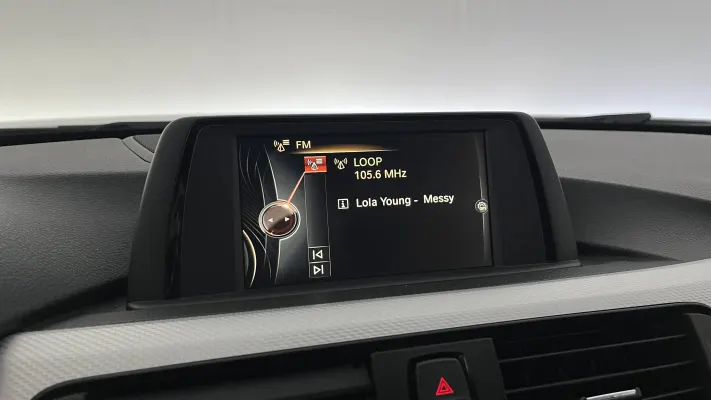 FM
LOOP
105.6 MHz
Lola Young - Messy